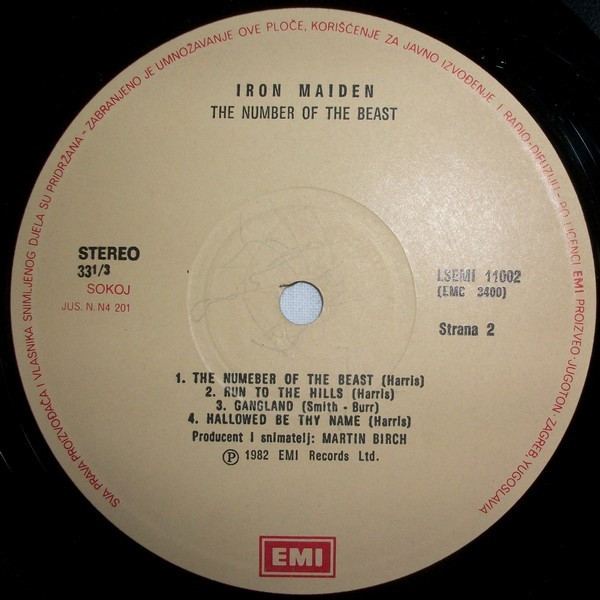 SVA PRAVA PROIZVOĐAČA I VLASNIKA SNIMLJENOG DJELA SU PRIDRŽANA - ZABRANJENO JE UMNOŽAVANJE OVE PLOČE, KORIŠĆENJE ZA JAVNO IZVOĐENJE I RADIO-DIFUZIJU - PO LICENCI EMI PROIZVEO - JUGOTON - ZAGREB, YUGOSLAVIA
IRON MAIDEN
THE NUMBER OF THE BEAST
STEREO
33 1/3
SOKOJ
JUS. N. N4 201
LSEMI 11002
(EMC 3400)
Strana 2
1. THE NUMEBER OF THE BEAST (Harris)
2. RUN TO THE HILLS (Harris)
3. GANGLAND (Smith - Burr)
4. HALLOWED BE THY NAME (Harris)
Producent I snimatelj: MARTIN BIRCH
Ⓟ 1982 EMI Records Ltd.
EMI